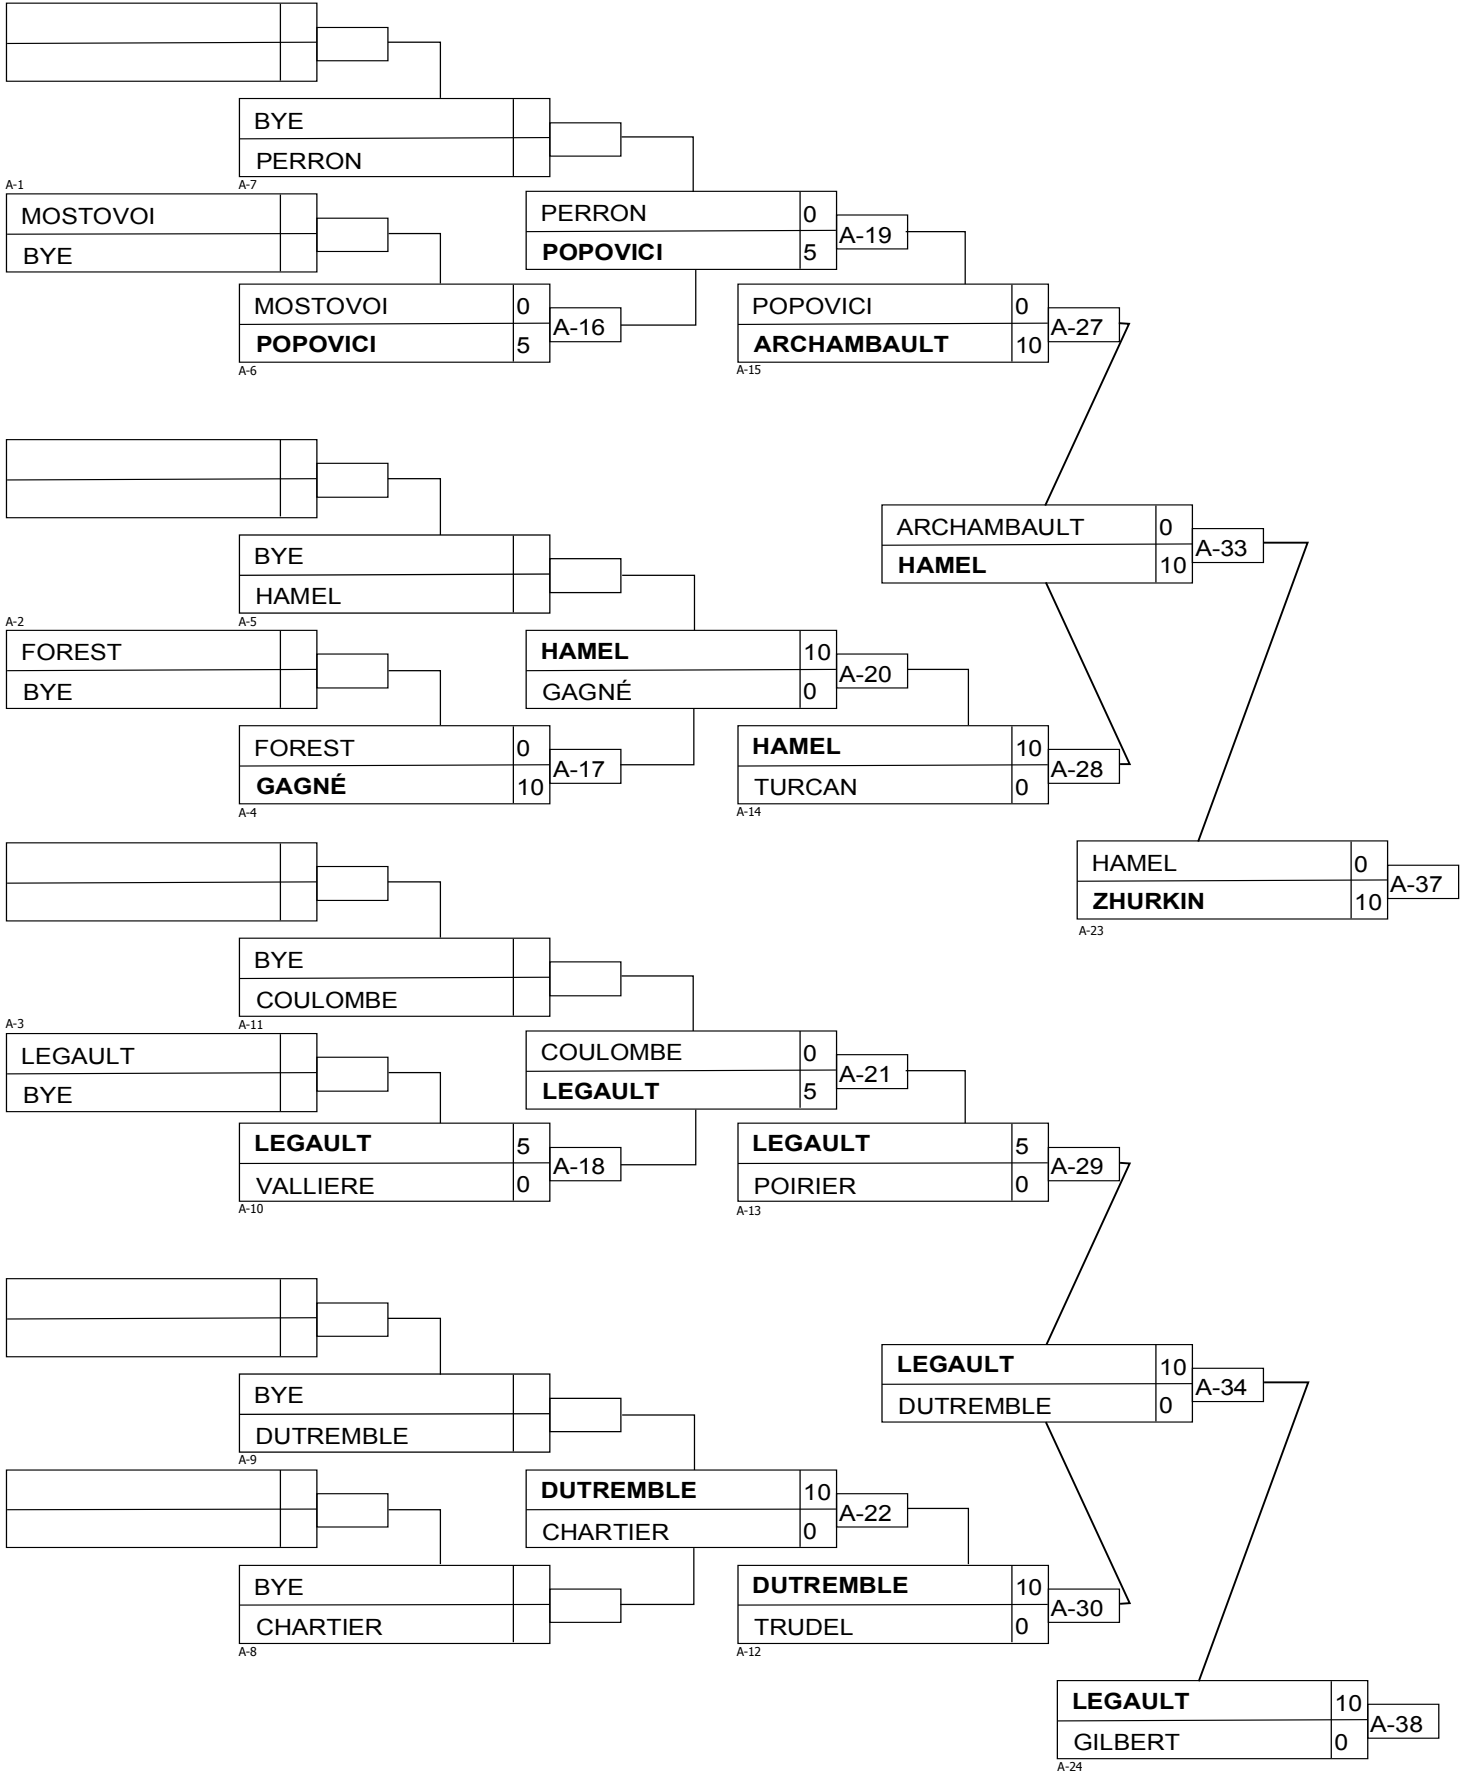 BYE
PERRON
A-1
A-7
MOSTOVOI
BYE
PERRON 0
POPOVICI 5
A-19
MOSTOVOI 0
POPOVICI 5
A-16
A-6
POPOVICI 0
ARCHAMBAULT 10
A-27
A-15
ARCHAMBAULT 0
HAMEL 10
A-33
BYE
HAMEL
A-2
A-5
FOREST
BYE
HAMEL 10
GAGNÉ 0
A-20
FOREST 0
GAGNÉ 10
A-17
A-4
HAMEL 10
TURCAN 0
A-28
A-14
HAMEL 0
ZHURKIN 10
A-37
A-23
BYE
COULOMBE
A-3
A-11
LEGAULT
BYE
COULOMBE 0
LEGAULT 5
A-21
LEGAULT 5
VALLIERE 0
A-18
A-10
LEGAULT 5
POIRIER 0
A-29
A-13
LEGAULT 10
DUTREMBLE 0
A-34
BYE
DUTREMBLE
A-9
DUTREMBLE 10
CHARTIER 0
A-22
BYE
CHARTIER
A-8
DUTREMBLE 10
TRUDEL 0
A-30
A-12
LEGAULT 10
GILBERT 0
A-38
A-24